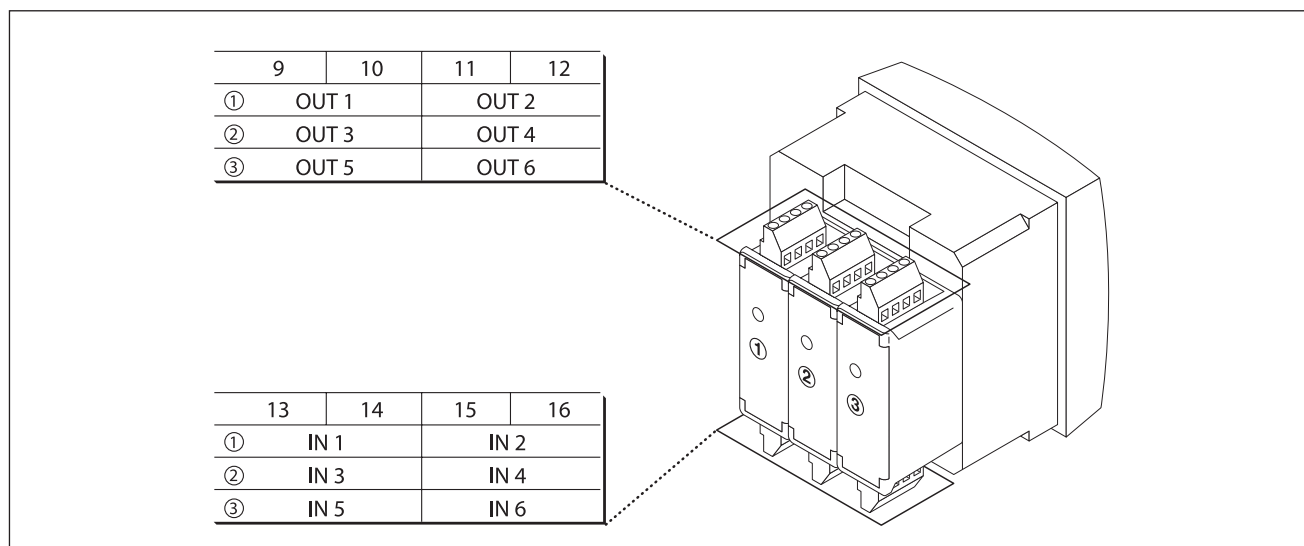 9 10 11 12
① OUT 1 OUT 2
② OUT 3 OUT 4
③ OUT 5 OUT 6
① ② ③
13 14 15 16
① IN 1 IN 2
② IN 3 IN 4
③ IN 5 IN 6